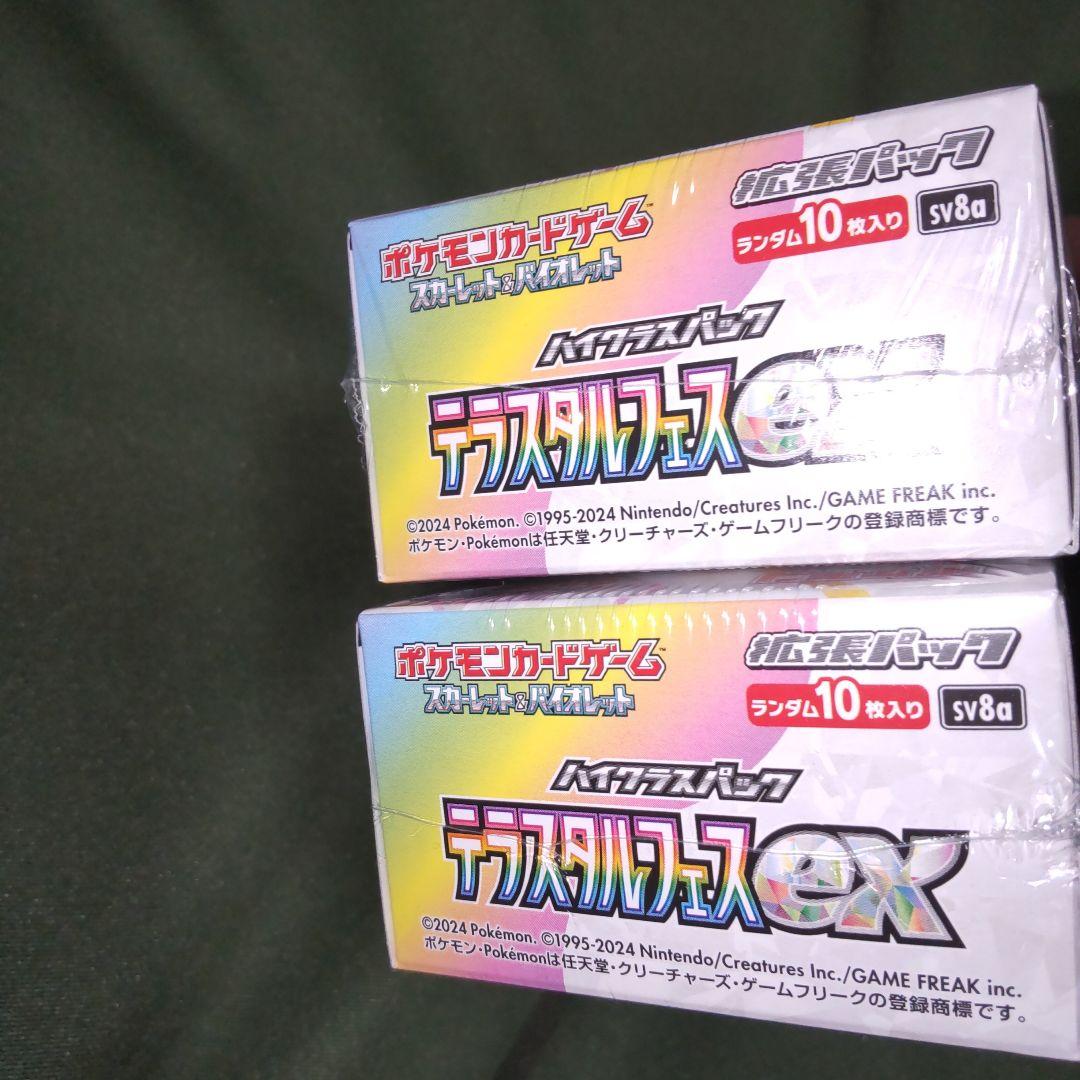 拡張パック
ポケモンカードゲーム™
ランダム10枚入り
SV8a
スカーレット&バイオレット
ハイクラスパック
テラスタルフェスex
©2024 Pokémon. ©1995-2024 Nintendo/Creatures Inc./GAME FREAK inc.
ポケモン・Pokémonは任天堂・クリーチャーズ・ゲームフリークの登録商標です。
ポケモンカードゲーム™
拡張パック
スカーレット&バイオレット
ランダム10枚入り
SV8a
ハイクラスパック
テラスタルフェスex
©2024 Pokémon. ©1995-2024 Nintendo/Creatures Inc./GAME FREAK inc.
ポケモン・Pokémonは任天堂・クリーチャーズ・ゲームフリークの登録商標です。